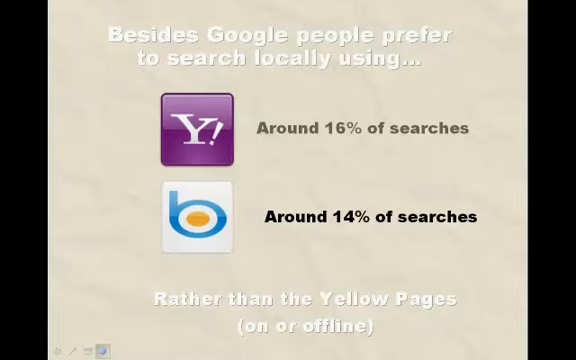 Besides Google people prefer
to search locally using...
Y!
Around 16% of searches
b
Around 14% of searches
Rather than the Yellow Pages
(on or offline)